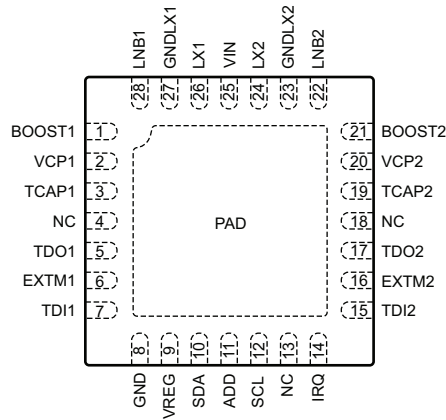 LNB1
GNDLX1
LX1
VIN
LX2
GNDLX2
LNB2
28
27
26
25
24
23
22
BOOST1 1
VCP1 2
TCAP1 3
NC 4
TDO1 5
EXTM1 6
TDI1 7
PAD
21 BOOST2
20 VCP2
19 TCAP2
18 NC
17 TDO2
16 EXTM2
15 TDI2
8
9
10
11
12
13
14
GND
VREG
SDA
ADD
SCL
NC
IRQ